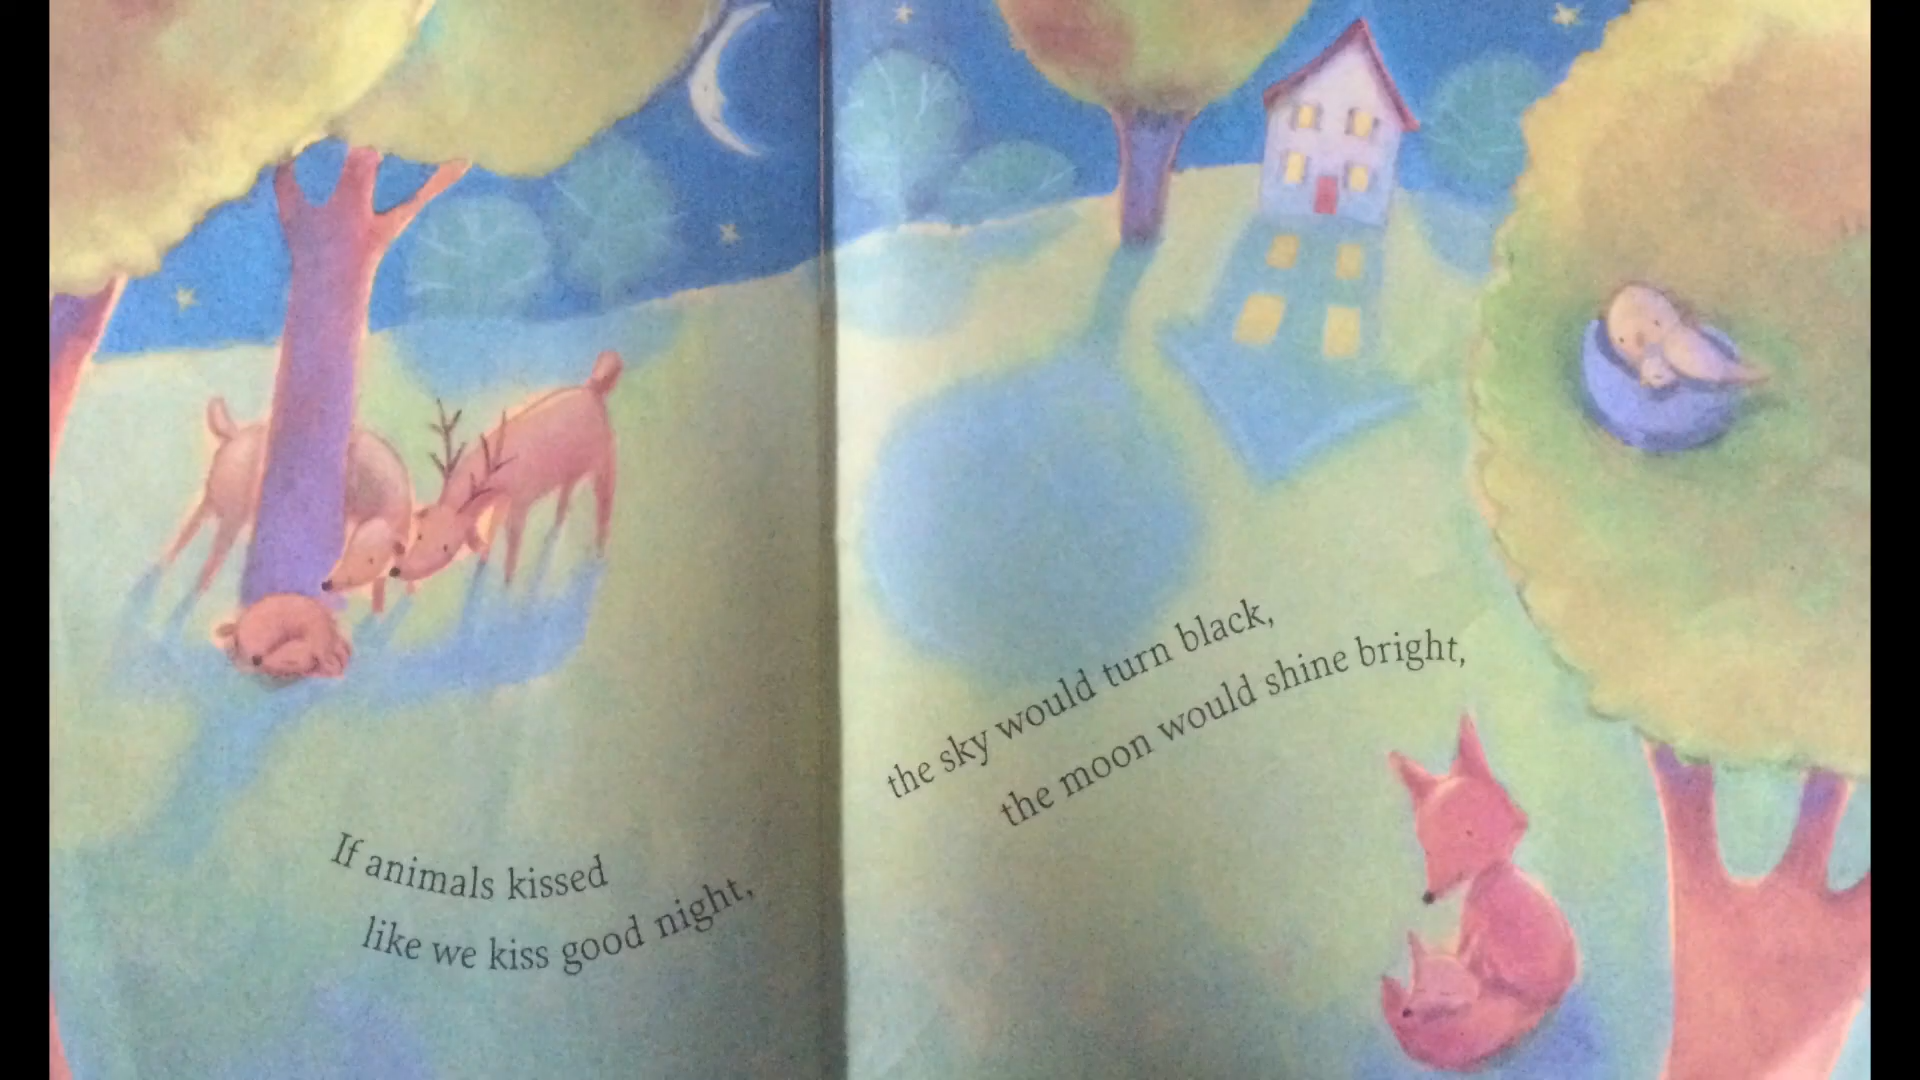 If animals kissed
like we kiss good night,
the sky would turn black,
the moon would shine bright,